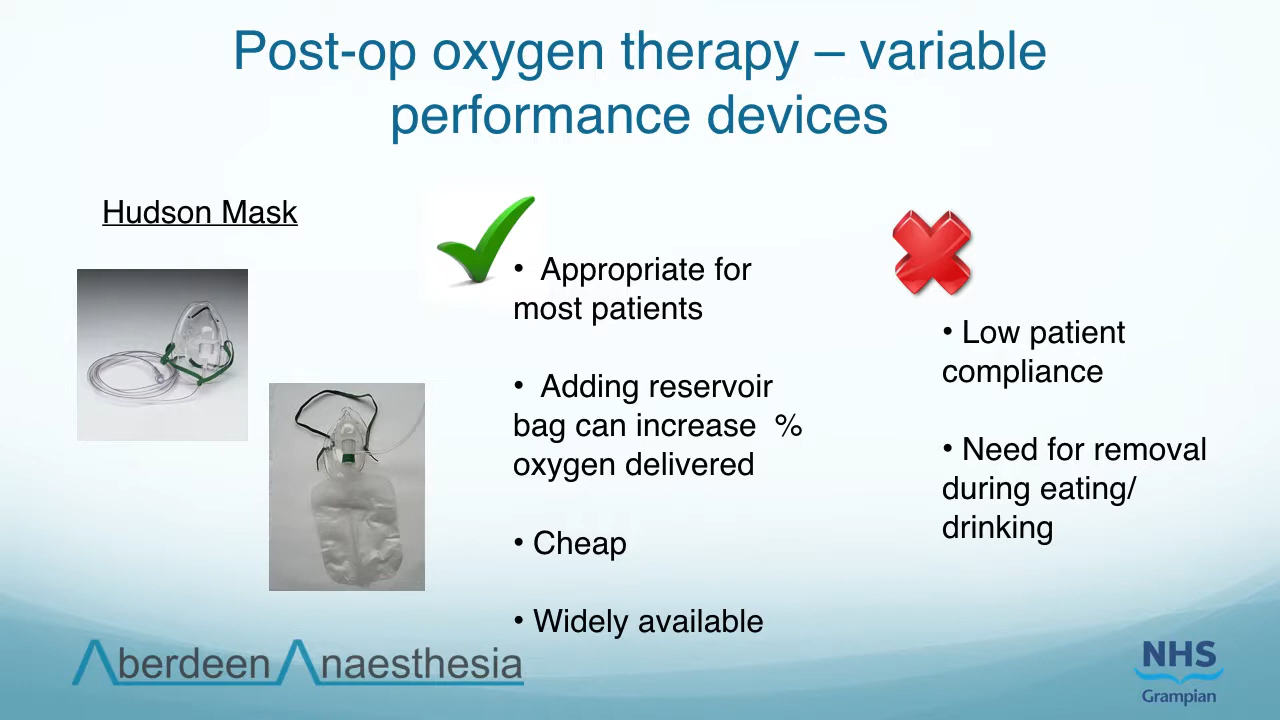 Post-op oxygen therapy – variable
performance devices
Hudson Mask
• Appropriate for
most patients
• Adding reservoir
bag can increase %
oxygen delivered
• Cheap
• Widely available
• Low patient
compliance
• Need for removal
during eating/
drinking
Aberdeen Anaesthesia
NHS
Grampian